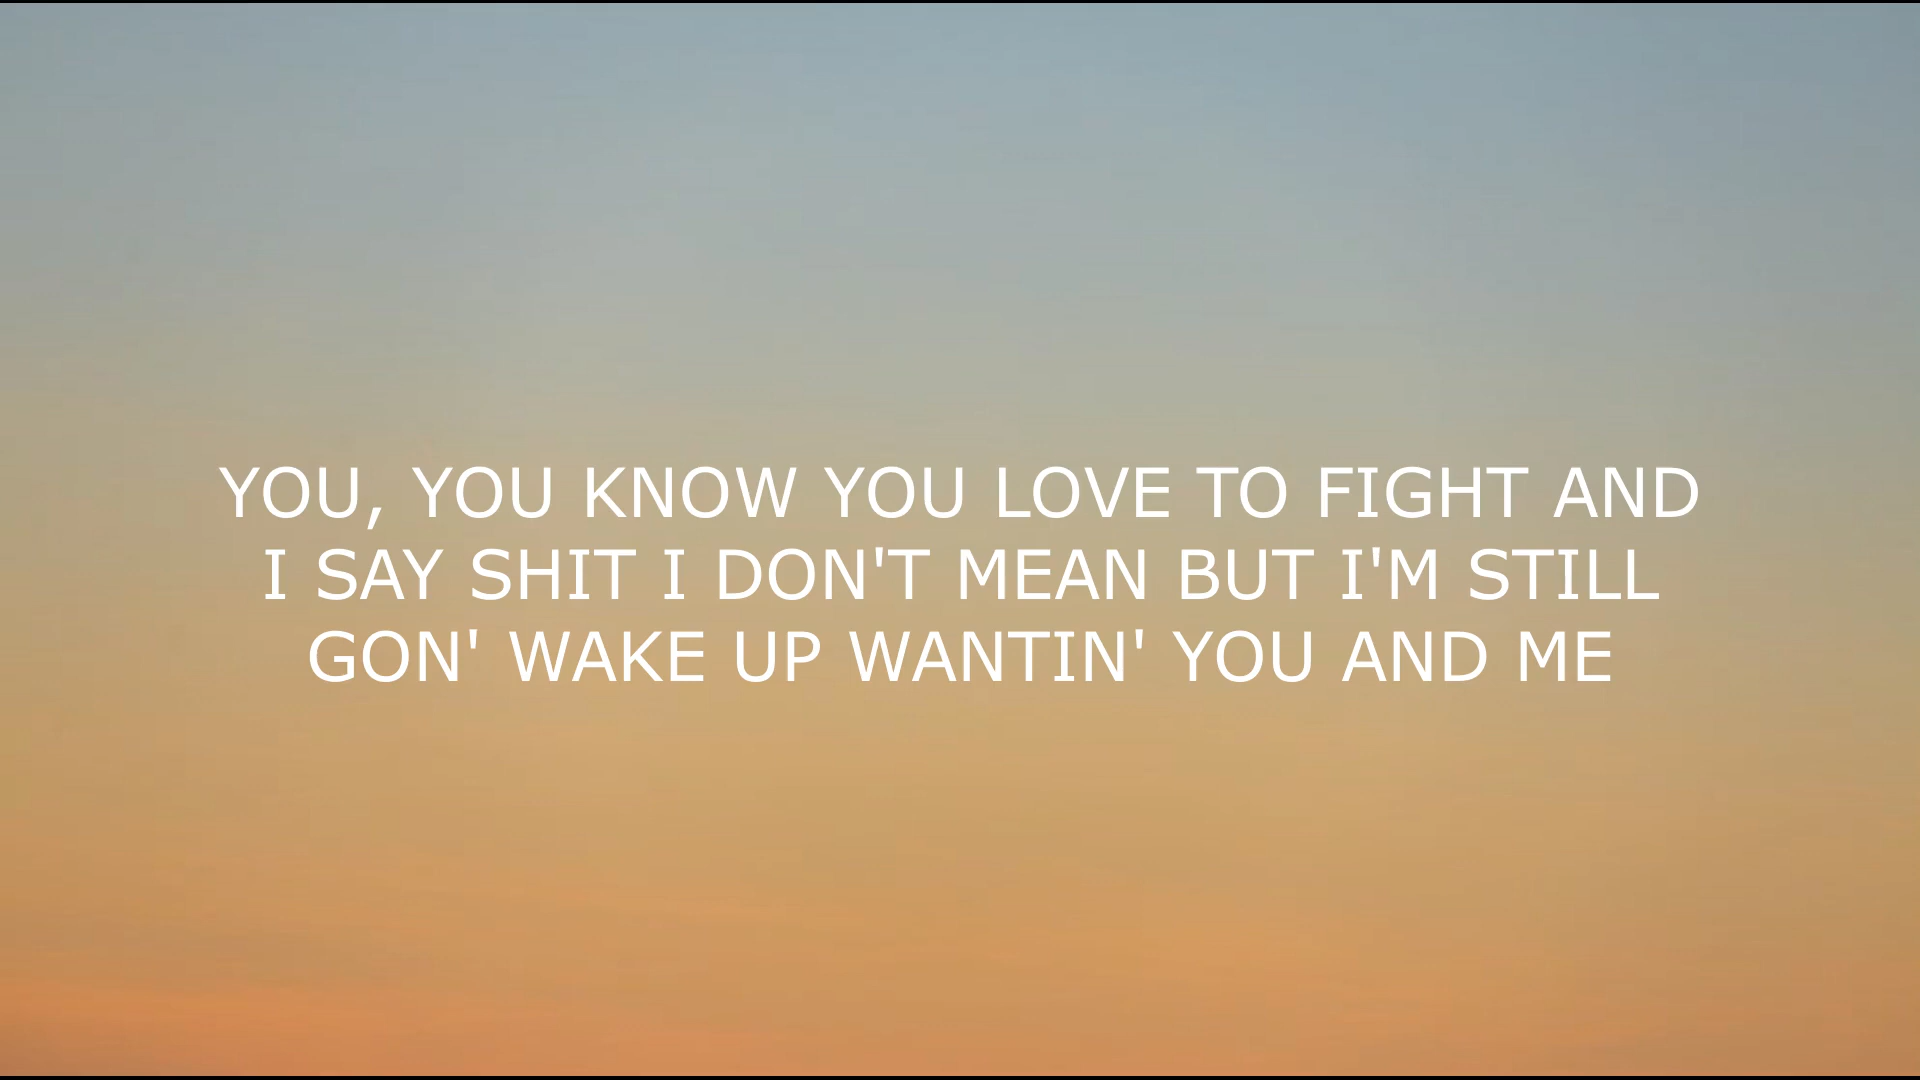 YOU, YOU KNOW YOU LOVE TO FIGHT AND
I SAY SHIT I DON'T MEAN BUT I'M STILL
GON' WAKE UP WANTIN' YOU AND ME